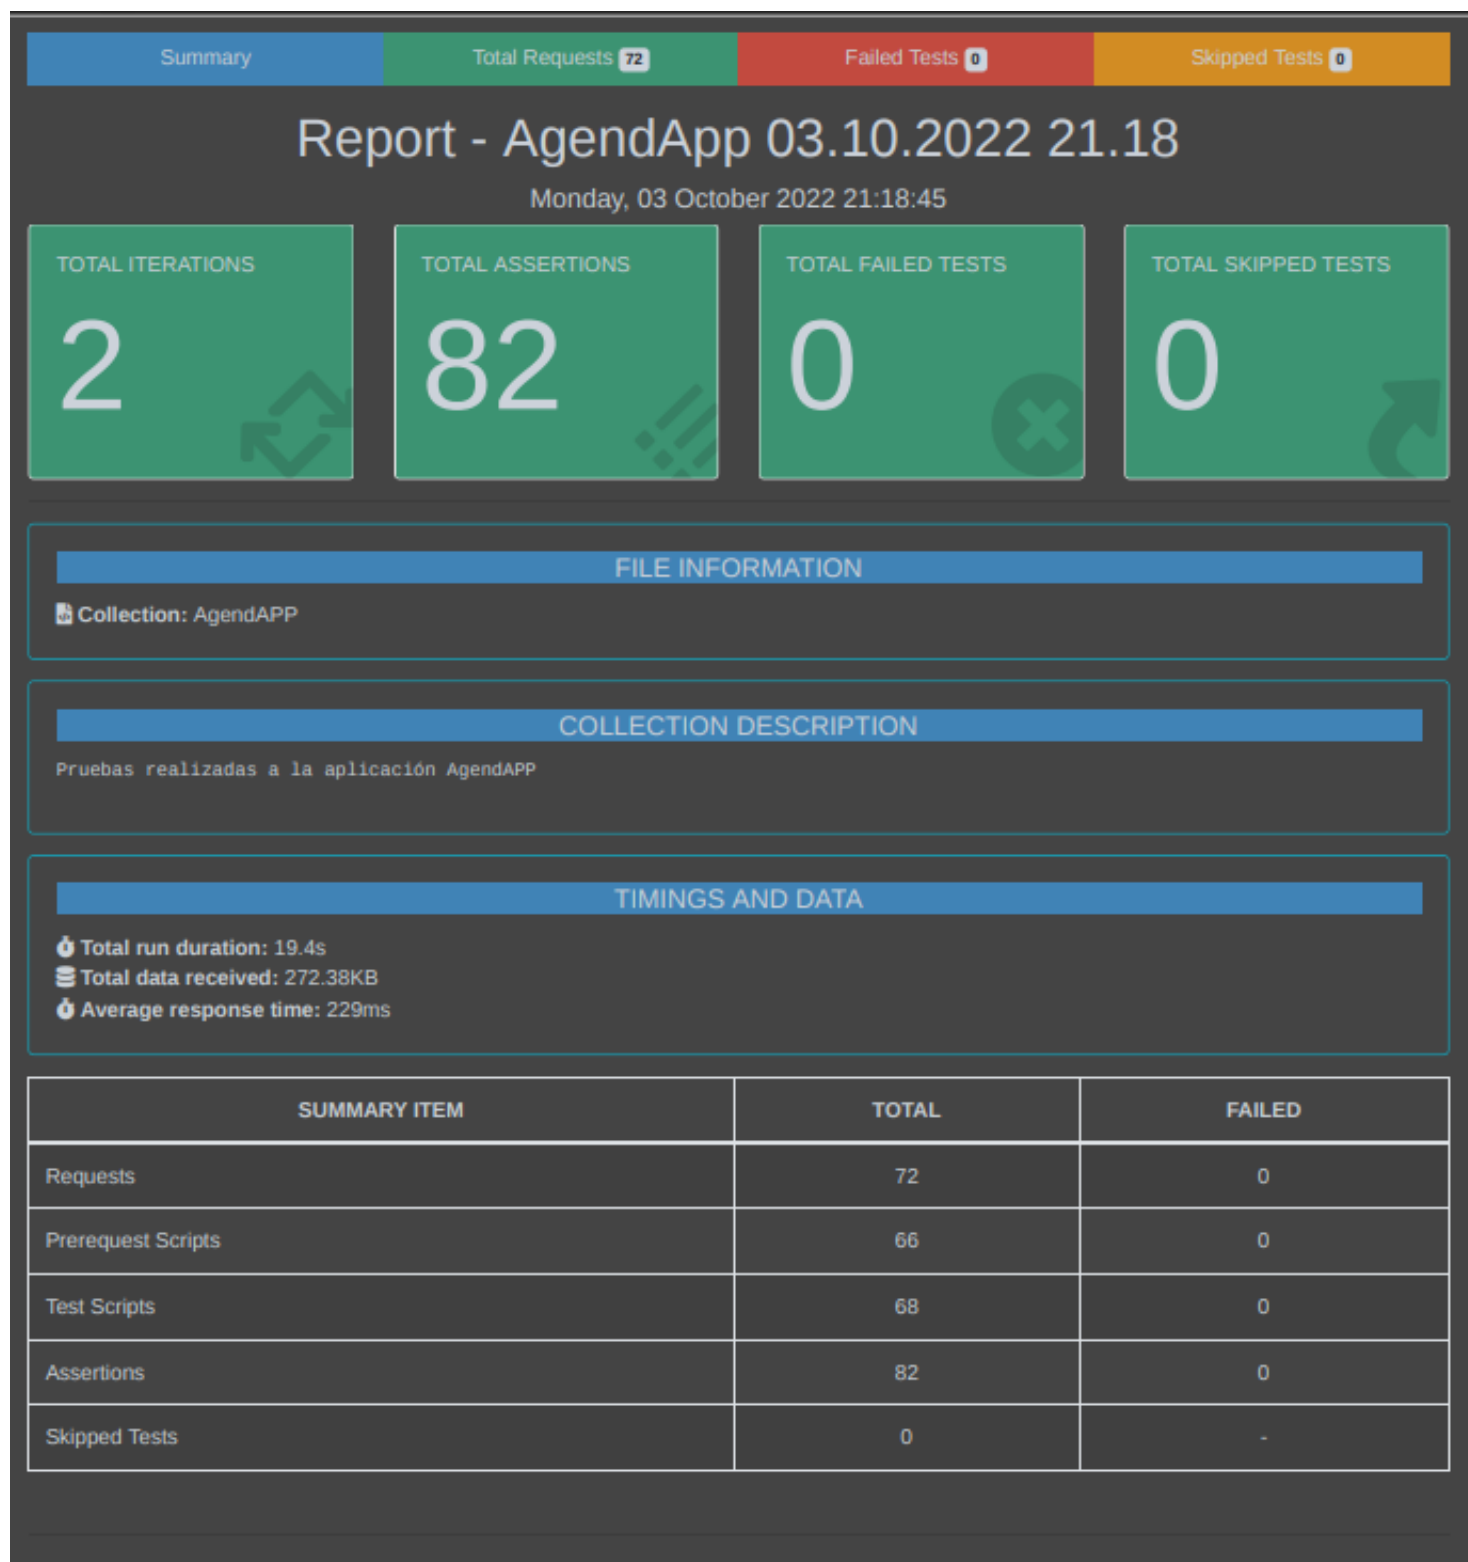 Summary Total Requests 72 Failed Tests 0 Skipped Tests 0
Report - AgendApp 03.10.2022 21.18
Monday, 03 October 2022 21:18:45
TOTAL ITERATIONS TOTAL ASSERTIONS TOTAL FAILED TESTS TOTAL SKIPPED TESTS
2 82 0 0
FILE INFORMATION
Collection: AgendAPP
COLLECTION DESCRIPTION
Pruebas realizadas a la aplicación AgendAPP
TIMINGS AND DATA
Total run duration: 19.4s
Total data received: 272.38KB
Average response time: 229ms
SUMMARY ITEM TOTAL FAILED
Requests 72 0
Prerequest Scripts 66 0
Test Scripts 68 0
Assertions 82 0
Skipped Tests 0 -